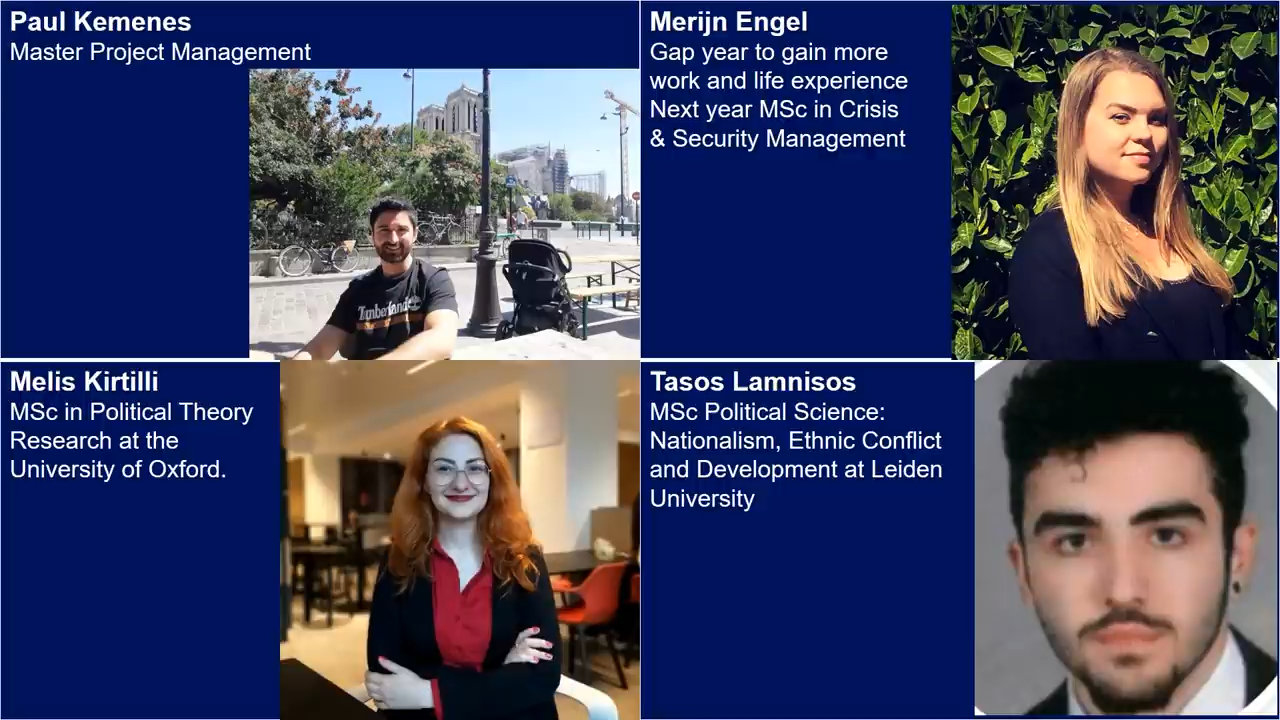 Paul Kemenes
Master Project Management
Timberland
Merijn Engel
Gap year to gain more
work and life experience
Next year MSc in Crisis
& Security Management
Melis Kirtilli
MSc in Political Theory
Research at the
University of Oxford.
Tasos Lamnisos
MSc Political Science:
Nationalism, Ethnic Conflict
and Development at Leiden
University